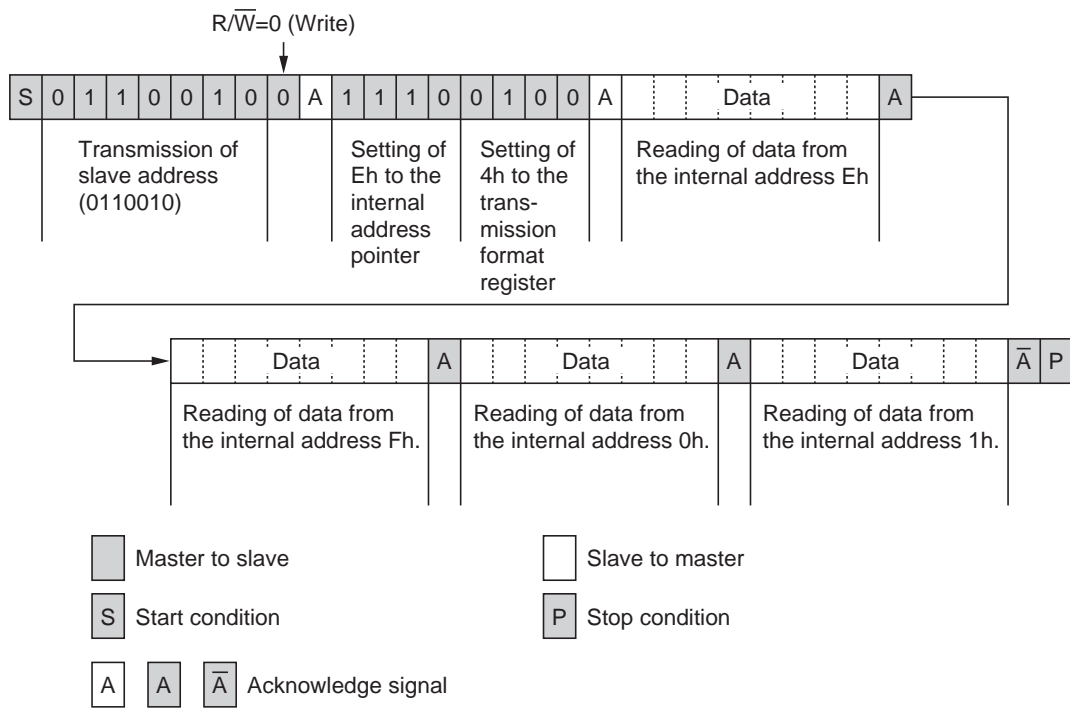 R/W̅=0 (Write)
S 0 1 1 0 0 1 0 0 A 1 1 1 0 0 1 0 0 A Data A
Transmission of
slave address
(0110010)
Setting of
Eh to the
internal
address
pointer
Setting of
4h to the
trans-
mission
format
register
Reading of data from
the internal address Eh
Data A Data A Data A̅ P
Reading of data from
the internal address Fh.
Reading of data from
the internal address 0h.
Reading of data from
the internal address 1h.
Master to slave
Slave to master
S Start condition
P Stop condition
A A A̅ Acknowledge signal